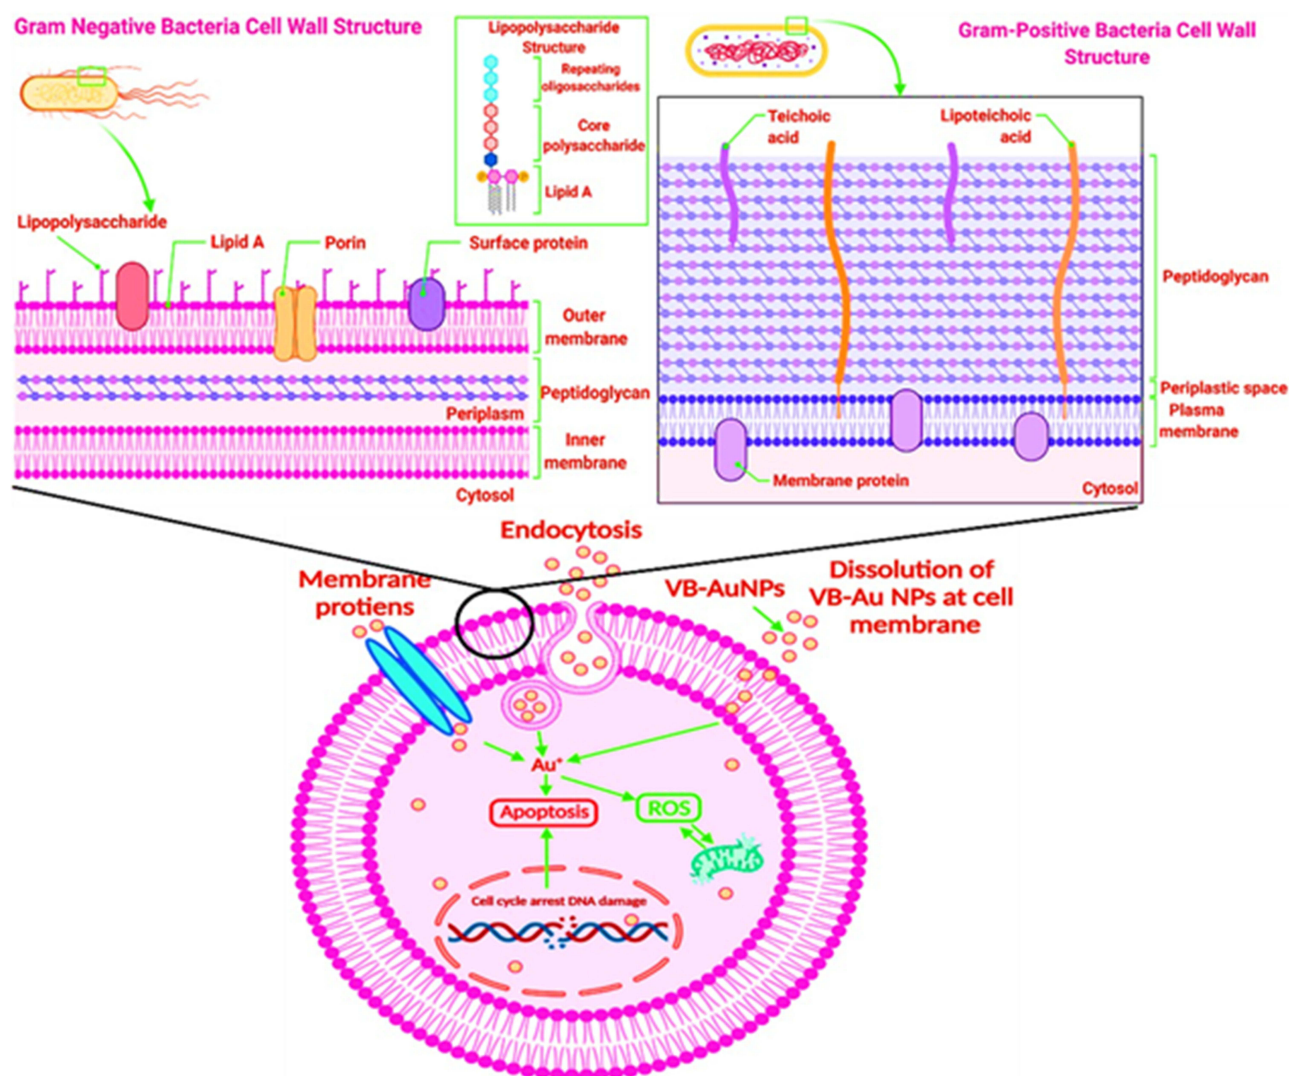 Gram Negative Bacteria Cell Wall Structure
Lipopolysaccharide
Structure
Repeating
oligosaccharides
Core
polysaccharide
Lipid A
Gram-Positive Bacteria Cell Wall
Structure
Lipopolysaccharide
Lipid A
Porin
Surface protein
Outer
membrane
Peptidoglycan
Periplasm
Inner
membrane
Cytosol
Teichoic
acid
Lipoteichoic
acid
Peptidoglycan
Periplastic space
Plasma
membrane
Membrane protein
Cytosol
Endocytosis
Membrane
protiens
VB-AuNPs
Dissolution of
VB-Au NPs at cell
membrane
Au⁺
Apoptosis
ROS
Cell cycle arrest DNA damage